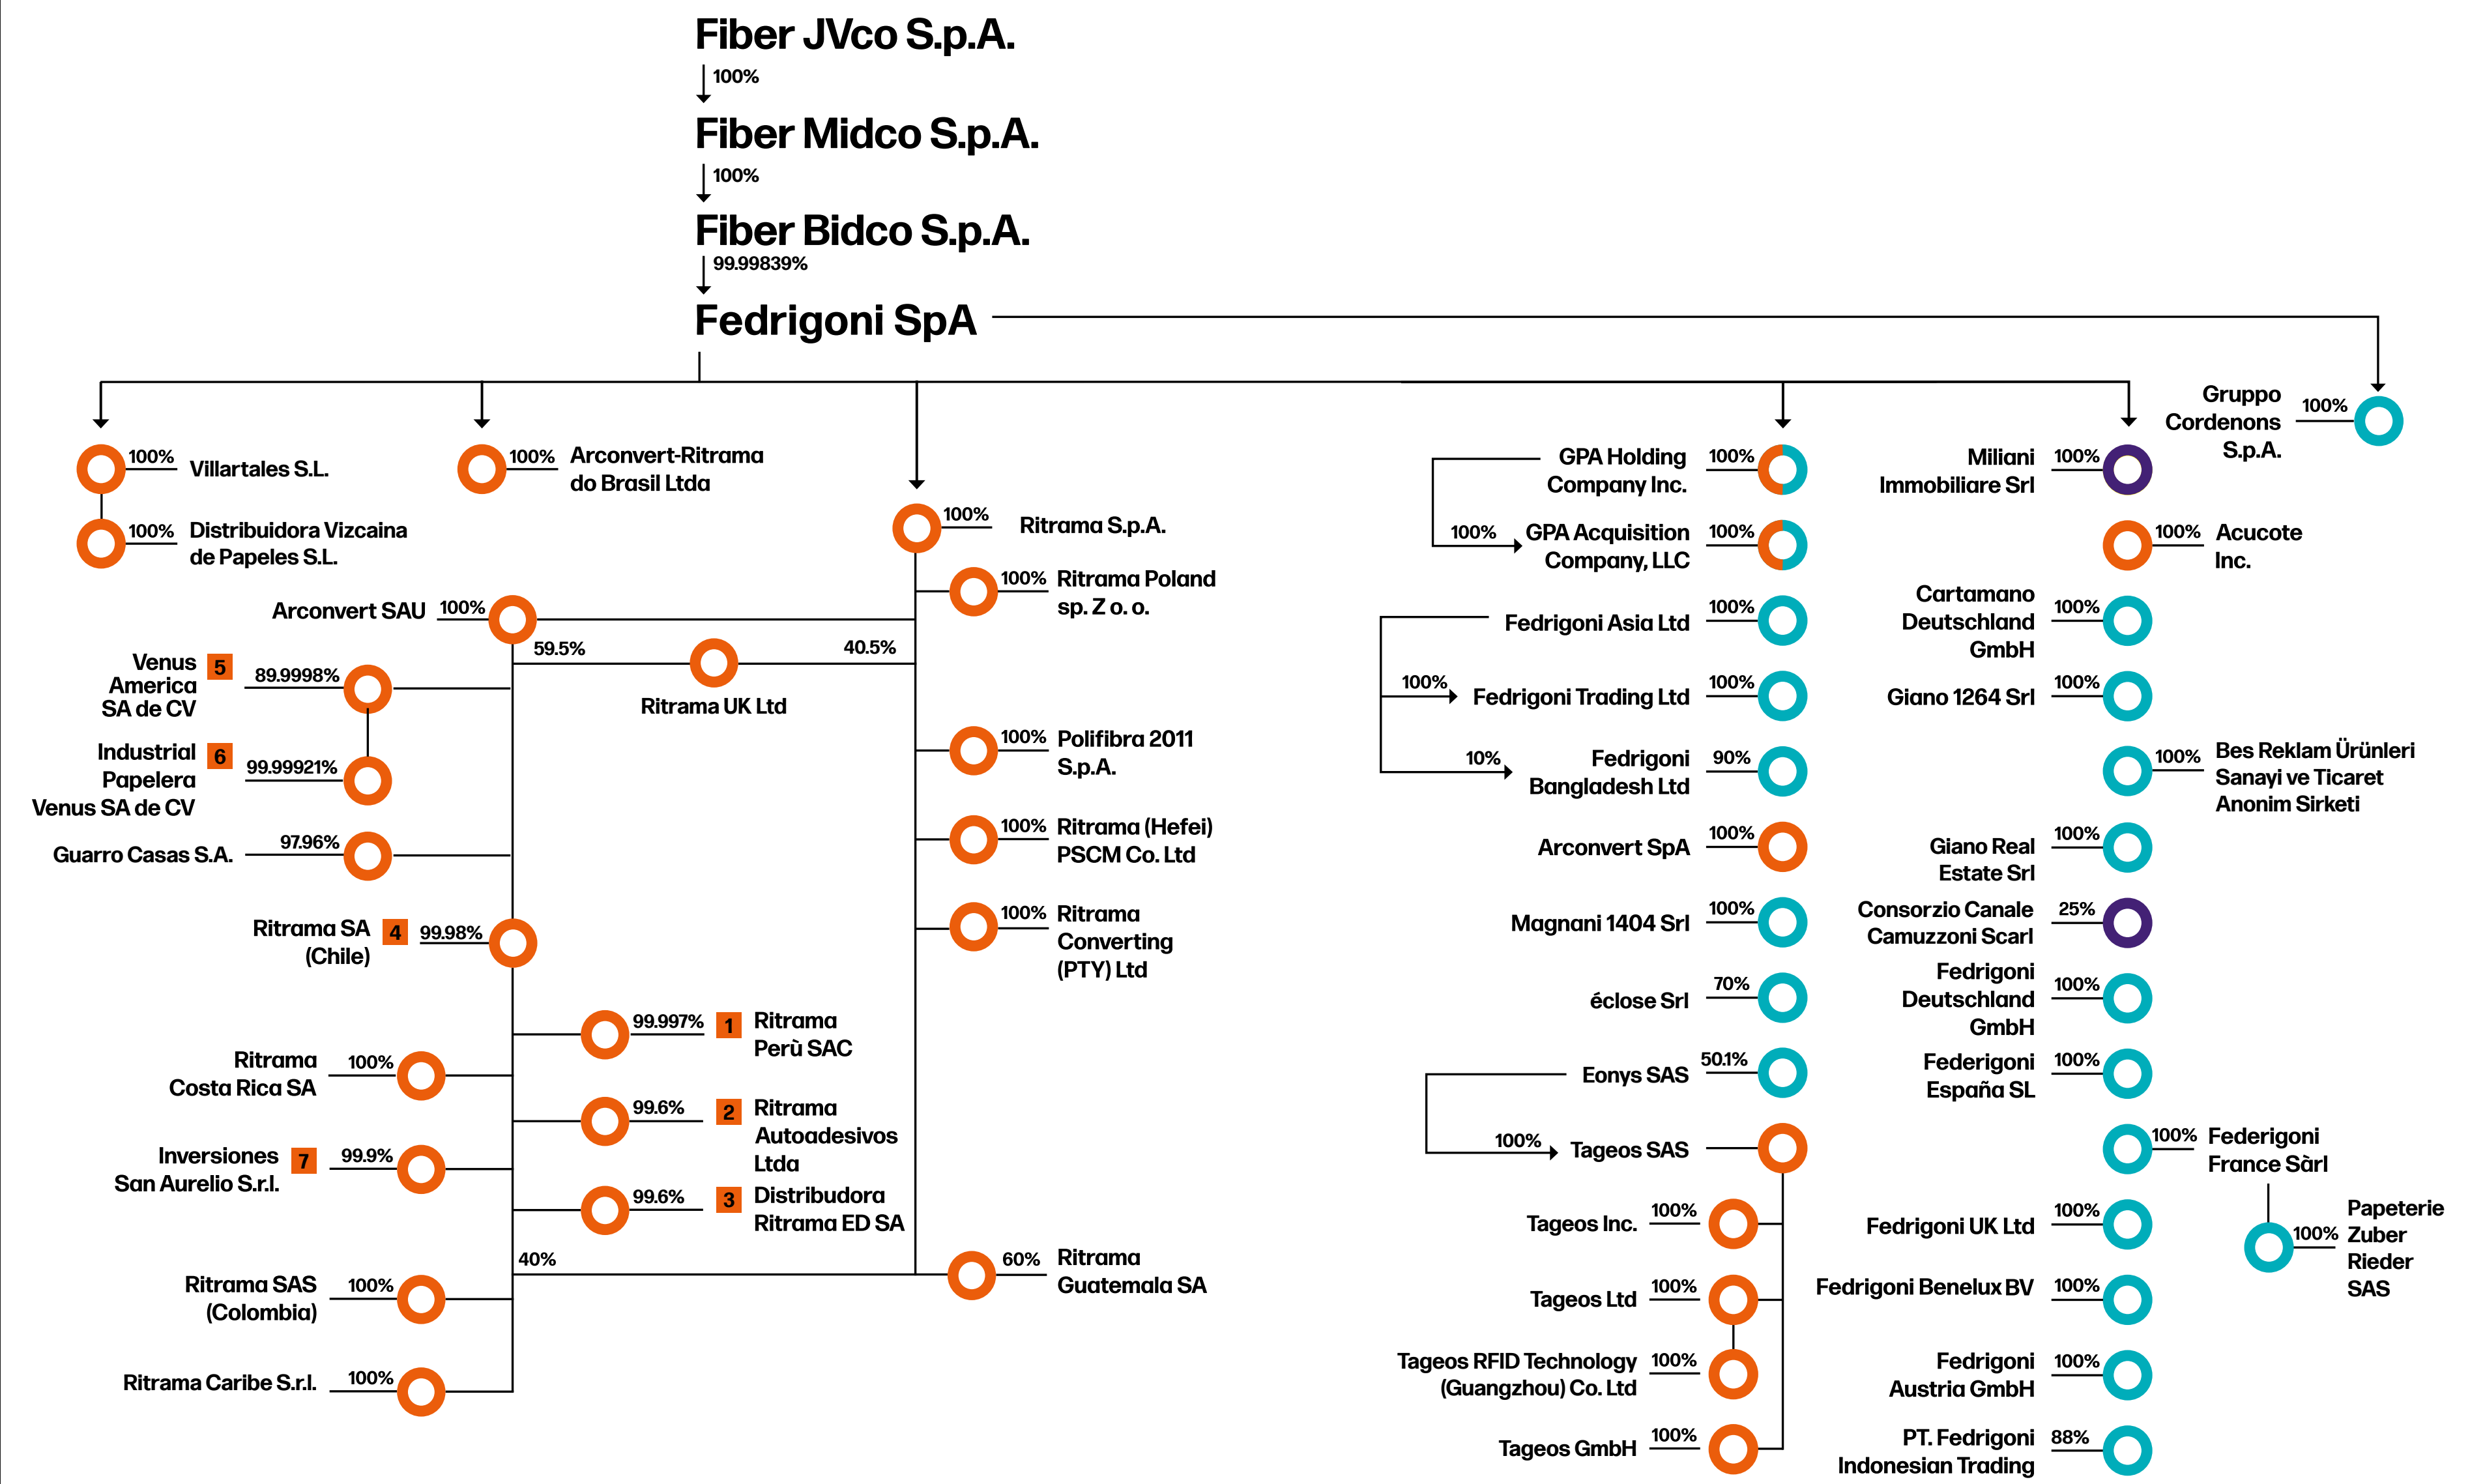 Fiber JVco S.p.A.
100%
Fiber Midco S.p.A.
100%
Fiber Bidco S.p.A.
99.99839%
Fedrigoni SpA
100%
Villartales S.L.
100%
Distribuidora Vizcaina
de Papeles S.L.
100%
Arconvert-Ritrama
do Brasil Ltda
100%
Ritrama S.p.A.
100%
Ritrama Poland
sp. Z o. o.
Arconvert SAU
100%
59.5%
40.5%
Ritrama UK Ltd
Venus
America
SA de CV
5
89.9998%
Industrial
Papelera
Venus SA de CV
6
99.99921%
Guarro Casas S.A.
97.96%
Ritrama SA
(Chile)
4
99.98%
100%
Polifibra 2011
S.p.A.
100%
Ritrama (Hefei)
PSCM Co. Ltd
100%
Ritrama
Converting
(PTY) Ltd
99.997%
1
Ritrama
Perù SAC
Ritrama
Costa Rica SA
100%
99.6%
2
Ritrama
Autoadesivos
Ltda
Inversiones
San Aurelio S.r.l.
7
99.9%
99.6%
3
Distribudora
Ritrama ED SA
40%
60%
Ritrama
Guatemala SA
Ritrama SAS
(Colombia)
100%
Ritrama Caribe S.r.l.
100%
GPA Holding
Company Inc.
100%
100%
GPA Acquisition
Company, LLC
100%
Fedrigoni Asia Ltd
100%
100%
Fedrigoni Trading Ltd
100%
10%
Fedrigoni
Bangladesh Ltd
90%
Arconvert SpA
100%
Magnani 1404 Srl
100%
éclose Srl
70%
Eonys SAS
50.1%
100%
Tageos SAS
Tageos Inc.
100%
Tageos Ltd
100%
Tageos RFID Technology
(Guangzhou) Co. Ltd
100%
Tageos GmbH
100%
Miliani
Immobiliare Srl
100%
100%
Acucote
Inc.
Cartamano
Deutschland
GmbH
100%
Giano 1264 Srl
100%
100%
Bes Reklam Ürünleri
Sanayi ve Ticaret
Anonim Sirketi
Giano Real
Estate Srl
100%
Consorzio Canale
Camuzzoni Scarl
25%
Fedrigoni
Deutschland
GmbH
100%
Federigoni
España SL
100%
100%
Federigoni
France Sàrl
Fedrigoni UK Ltd
100%
100%
Papeterie
Zuber
Rieder
SAS
Fedrigoni Benelux BV
100%
Fedrigoni
Austria GmbH
100%
PT. Fedrigoni
Indonesian Trading
88%
Gruppo
Cordenons
S.p.A.
100%